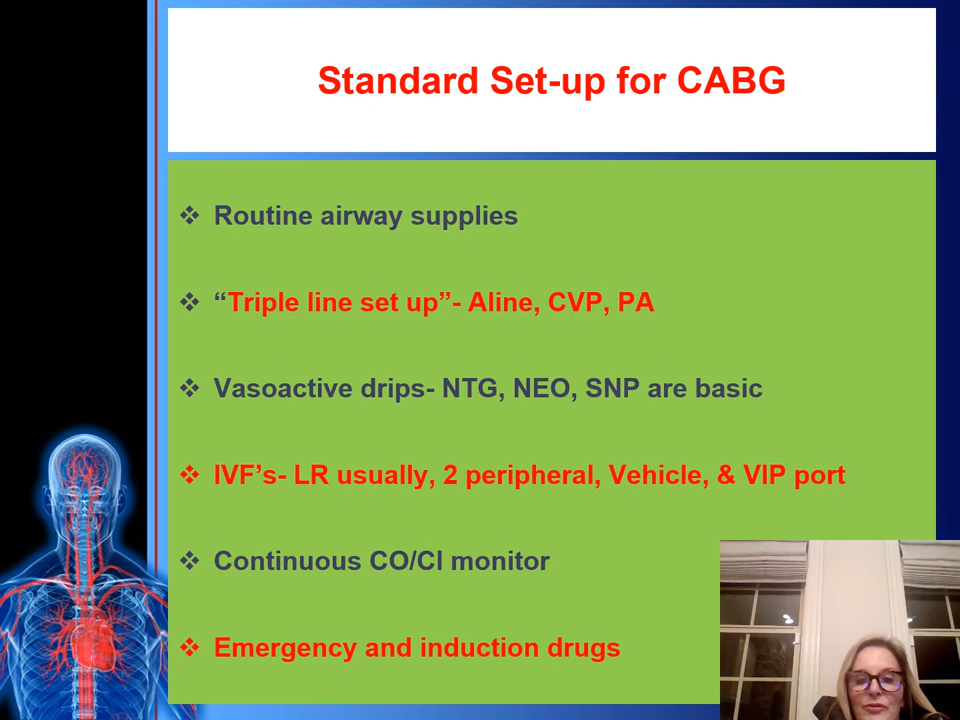 Standard Set-up for CABG
Routine airway supplies
“Triple line set up”- Aline, CVP, PA
Vasoactive drips- NTG, NEO, SNP are basic
IVF’s- LR usually, 2 peripheral, Vehicle, & VIP port
Continuous CO/CI monitor
Emergency and induction drugs